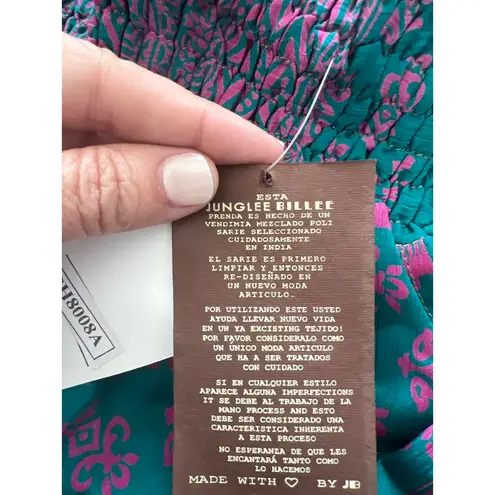 ESTA
JUNGLEE BILLEE
PRENDA ES HECHO DE UN
VENDIMIA MEZCLADO POLI
SARIE SELECCIONADO
CUIDADOSAMENTE
EN INDIA
EL SARIE ES PRIMERO
LIMPIAR Y ENTONCES
RE-DISEÑADO EN
UN NUEVO MODA
ARTICULO.
POR UTILIZANDO ESTE USTED
AYUDA LLEVAR NUEVO VIDA
EN UN YA EXCISTING TEJIDO!
POR FAVOR CONSIDERALO COMO
UN ÚNICO MODA ARTICULO
QUE HA A SER TRATADOS
CON CUIDADO
SI EN CUALQUIER ESTILO
APARECE ALGUNA IMPERFECTIONS
IT SE DEBE AL TRABAJO DE LA
MANO PROCESS AND ESTO
DEBE SER CONSIDERADO UNA
CARACTERISTICA INHERENTA
A ESTA PROCESO
NO ESPERANZA DE QUE LES
ENCANTARÁ TANTO COMO
LO HACEMOS
MADE WITH ♡ BY JB
H8008A